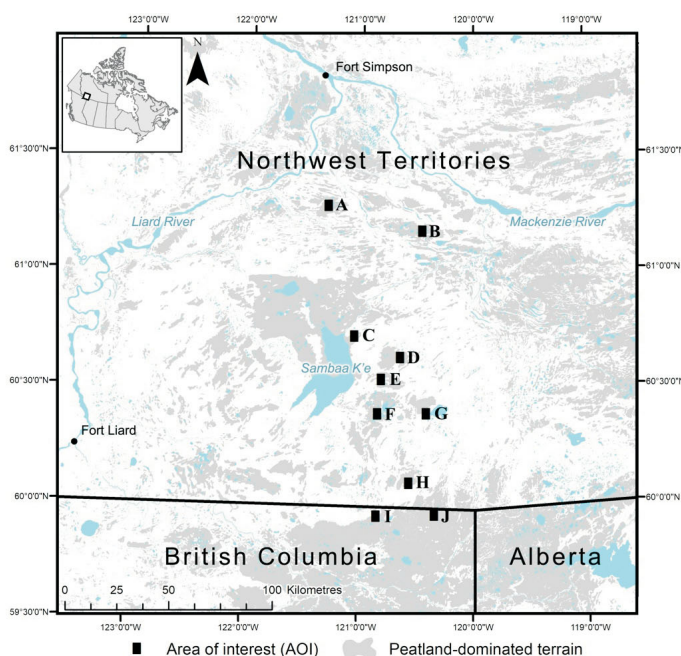 123°0'0"W 122°0'0"W 121°0'0"W 120°0'0"W 119°0'0"W
N
Fort Simpson
61°30'0"N 61°30'0"N
Northwest Territories
A
Liard River
Mackenzie River
B
61°0'0"N 61°0'0"N
C
D
Sambaa K'e
E
60°30'0"N 60°30'0"N
F
G
Fort Liard
H
60°0'0"N 60°0'0"N
I
J
British Columbia
Alberta
0 25 50 100 Kilometres
59°30'0"N
123°0'0"W 122°0'0"W 121°0'0"W 120°0'0"W 119°0'0"W
Area of interest (AOI) Peatland-dominated terrain